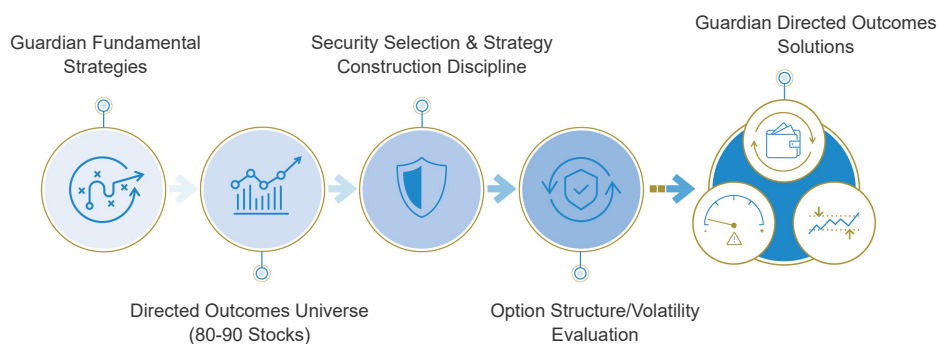 Guardian Fundamental
Strategies
Directed Outcomes Universe
(80-90 Stocks)
Security Selection & Strategy
Construction Discipline
Option Structure/Volatility
Evaluation
Guardian Directed Outcomes
Solutions
- +